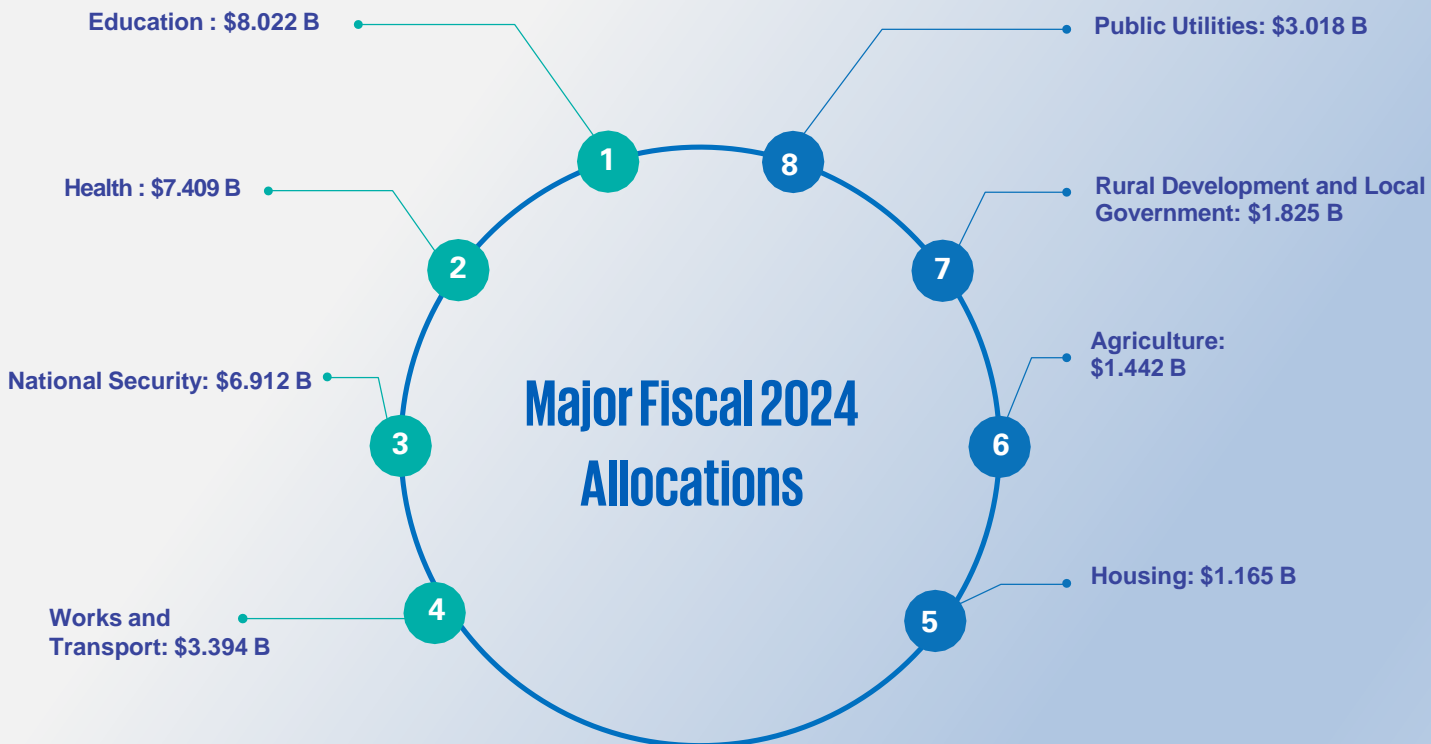 Education : $8.022 B
1
Health : $7.409 B
2
National Security: $6.912 B
3
Works and
Transport: $3.394 B
4
Major Fiscal 2024
Allocations
Public Utilities: $3.018 B
8
Rural Development and Local
Government: $1.825 B
7
Agriculture:
$1.442 B
6
Housing: $1.165 B
5